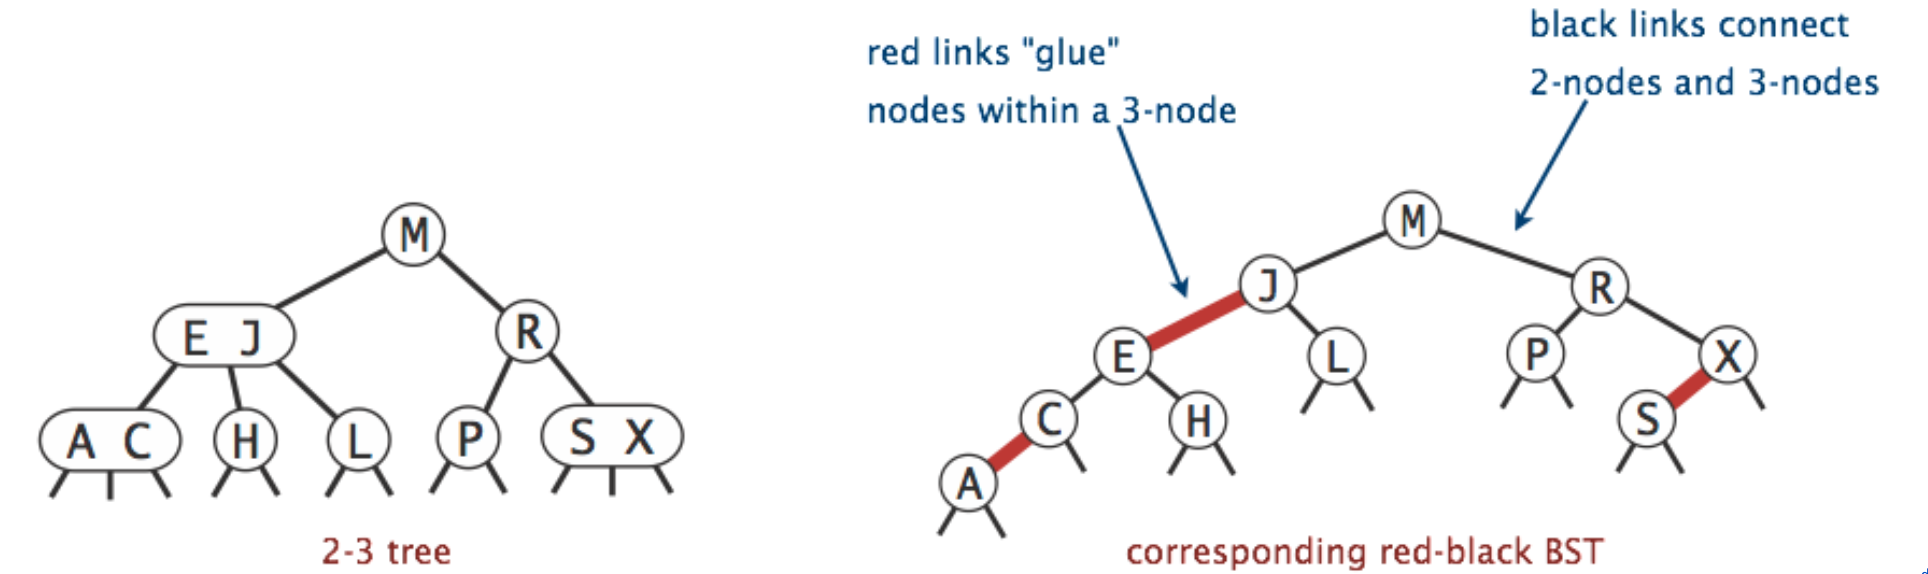 red links "glue"
nodes within a 3-node
black links connect
2-nodes and 3-nodes
M
E J
R
A C
H
L
P
S X
2-3 tree
M
J
R
E
L
P
X
C
H
S
A
corresponding red-black BST